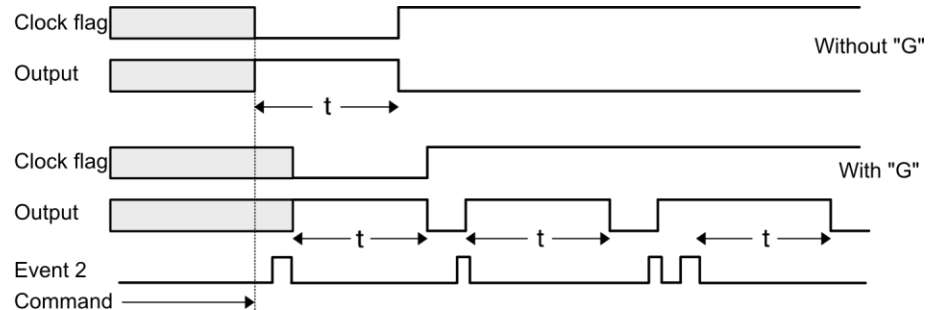 Clock flag
Without "G"
Output
t
Clock flag
With "G"
Output
t
t
t
Event 2
Command